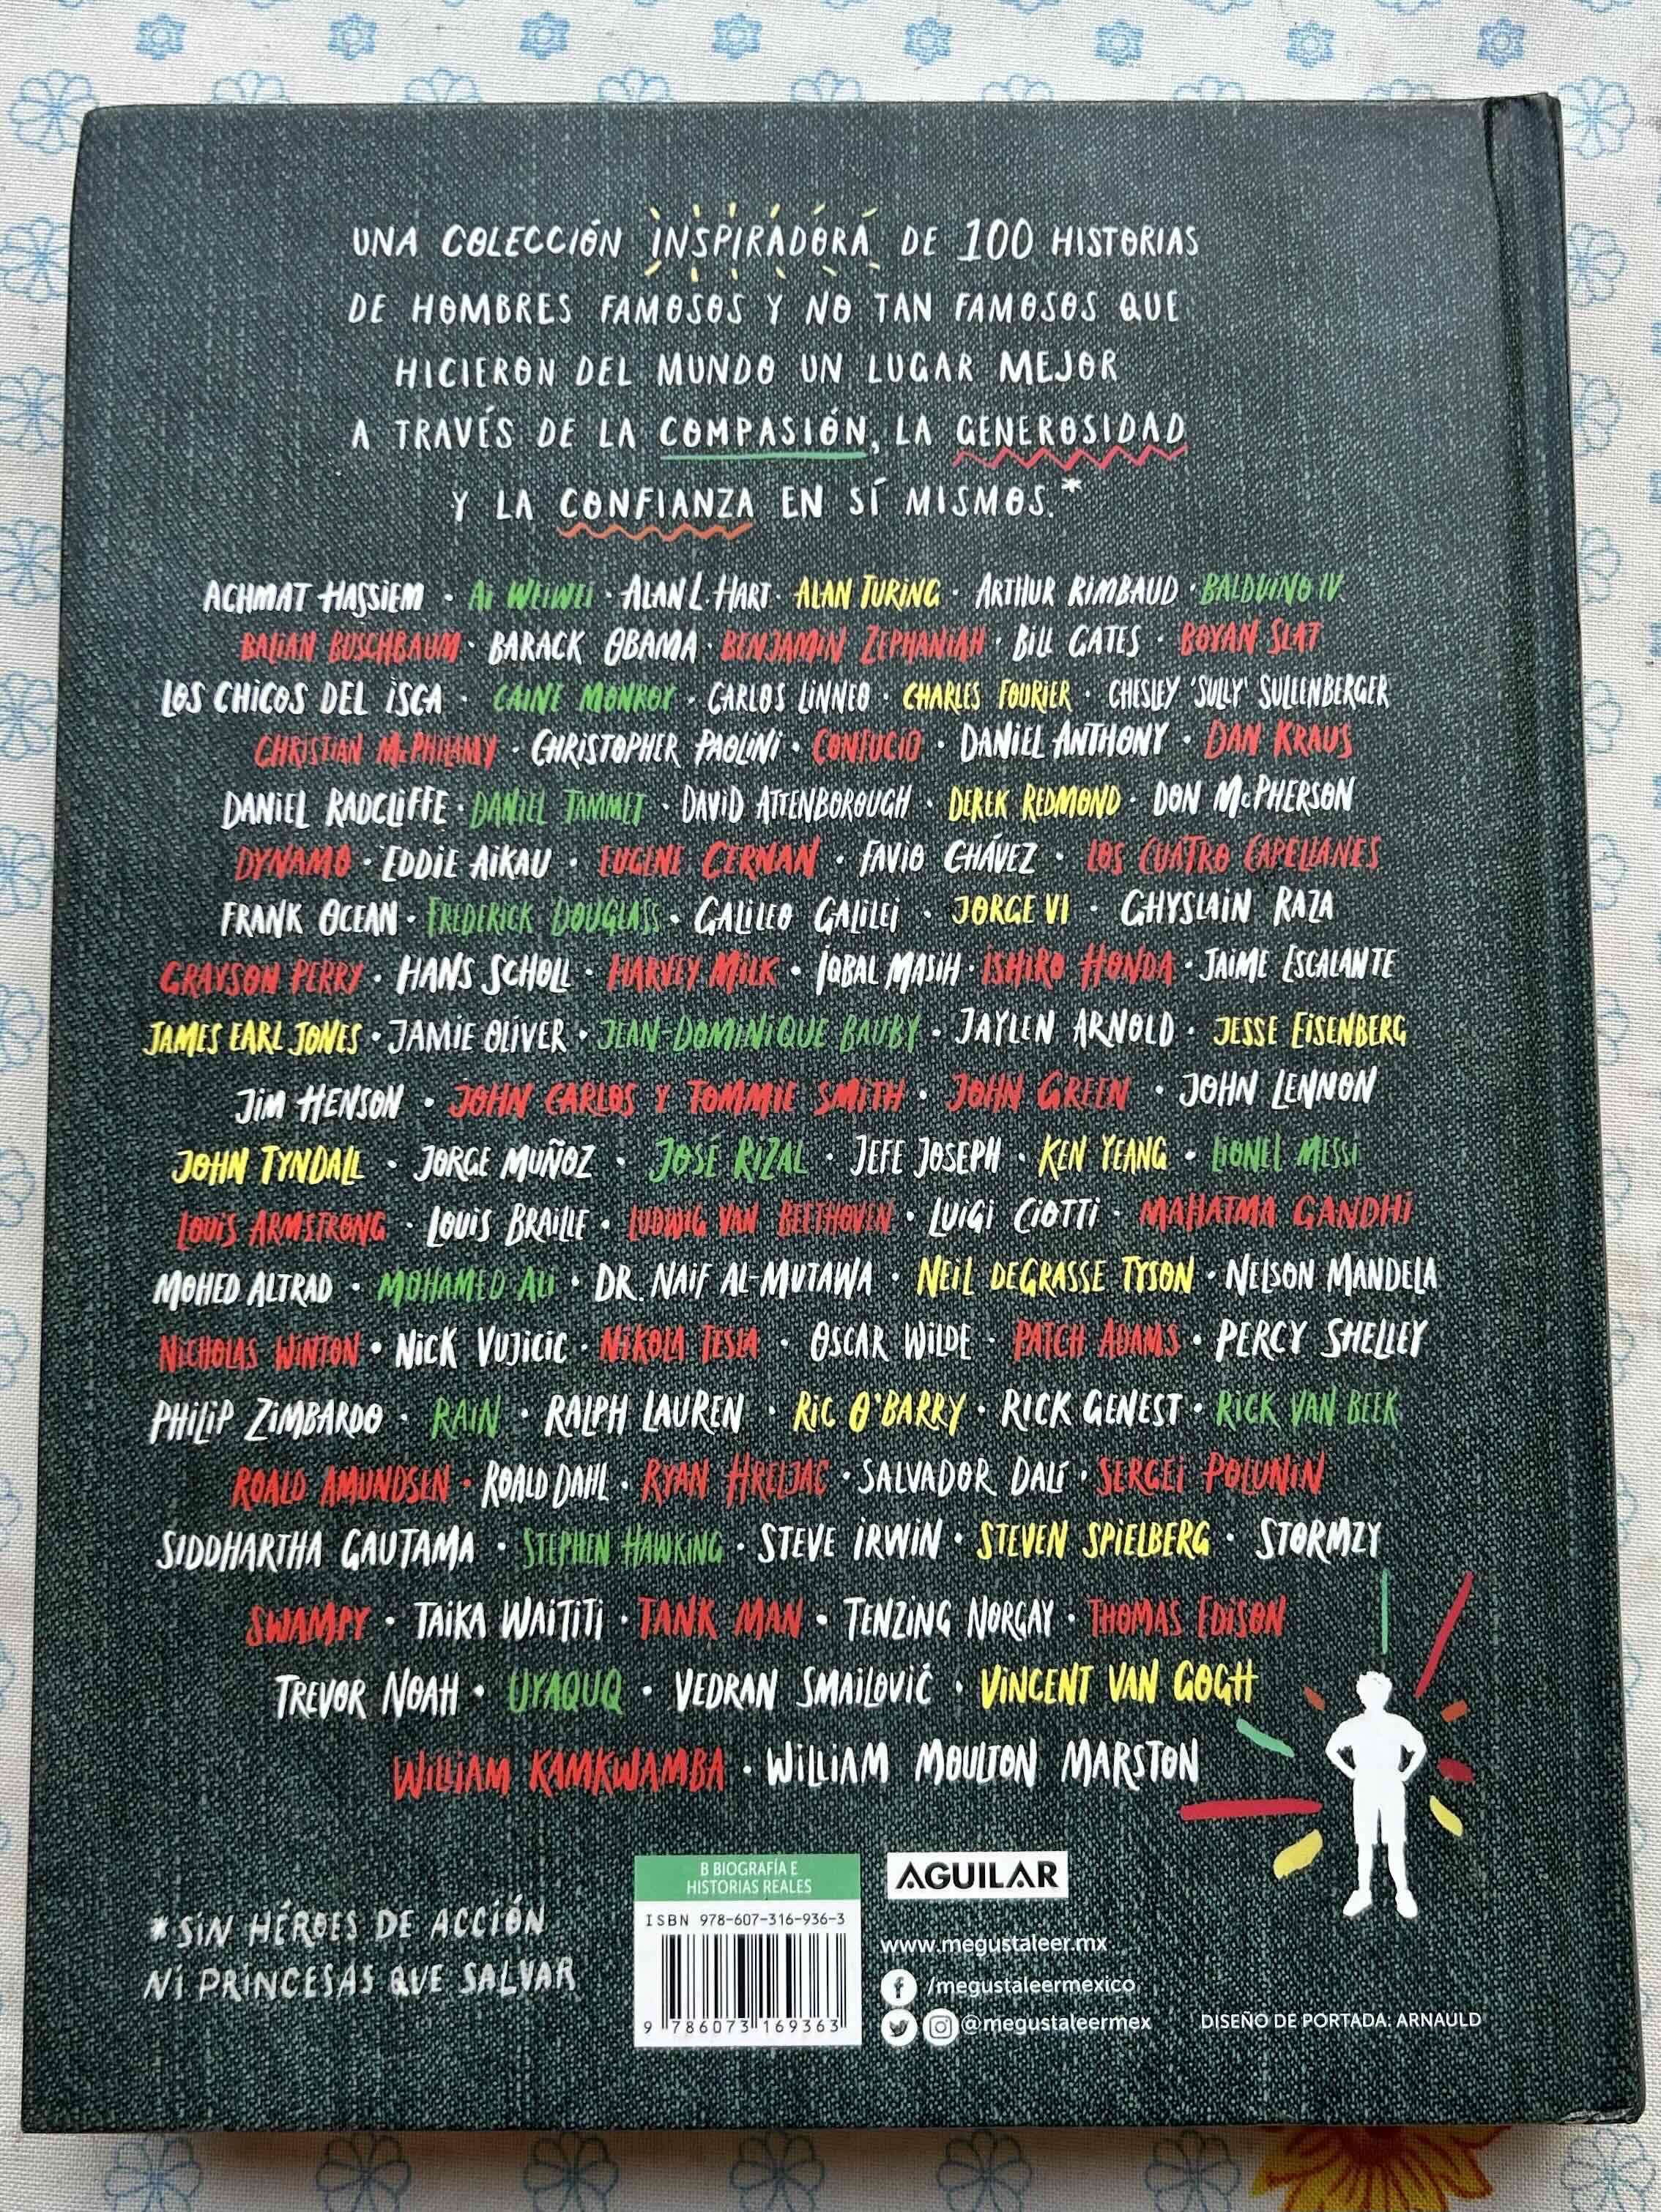 UNA COLECCIÓN INSPIRADORA DE 100 HISTORIAS
DE HOMBRES FAMOSOS Y NO TAN FAMOSOS QUE
HICIERON DEL MUNDO UN LUGAR MEJOR
A TRAVÉS DE LA COMPASIÓN, LA GENEROSIDAD
Y LA CONFIANZA EN SÍ MISMOS.*
ACHMAT HASSIEM · AI WEIWEI · ALAN L HART · ALAN TURING · ARTHUR RIMBAUD · BALDUINO IV
BALIAN BUSCHBAUM · BARACK OBAMA · BENJAMIN ZEPHANIAH · BILL GATES · BOYAN SLAT
LOS CHICOS DEL ISCA · CAINE MONROY · CARLOS LINNEO · CHARLES FOURIER · CHESLEY 'SULLY' SULLENBERGER
CHRISTIAN McPHILAMY · CHRISTOPHER PAOLINI · CONFUCIO · DANIEL ANTHONY · DAN KRAUS
DANIEL RADCLIFFE · DANIEL TAMMET · DAVID ATTENBOROUGH · DEREK REDMOND · DON McPHERSON
DYNAMO · EDDIE AIKAU · EUGENE CERNAN · FAVIO CHÁVEZ · LOS CUATRO CAPELLANES
FRANK OCEAN · FREDERICK DOUGLASS · GALILEO GALILEI · JORGE VI · GHYSLAIN RAZA
GRAYSON PERRY · HANS SCHOLL · HARVEY MILK · IQBAL MASIH · ISHIRO HONDA · JAIME ESCALANTE
JAMES EARL JONES · JAMIE OLIVER · JEAN-DOMINIQUE BAUBY · JAYLEN ARNOLD · JESSE EISENBERG
JIM HENSON · JOHN CARLOS Y TOMMIE SMITH · JOHN GREEN · JOHN LENNON
JOHN TYNDALL · JORGE MUÑOZ · JOSÉ RIZAL · JEFE JOSEPH · KEN YEANG · LIONEL MESSI
LOUIS ARMSTRONG · LOUIS BRAILLE · LUDWIG VAN BEETHOVEN · LUIGI CIOTTI · MAHATMA GANDHI
MOHED ALTRAD · MOHAMED ALI · DR. NAIF AL-MUTAWA · NEIL DEGRASSE TYSON · NELSON MANDELA
NICHOLAS WINTON · NICK VUJICIC · NIKOLA TESLA · OSCAR WILDE · PATCH ADAMS · PERCY SHELLEY
PHILIP ZIMBARDO · RAIN · RALPH LAUREN · RIC O'BARRY · RICK GENEST · RICK VAN BEEK
ROALD AMUNDSEN · ROALD DAHL · RYAN HRELJAC · SALVADOR DALÍ · SERGEI POLUNIN
SIDDHARTHA GAUTAMA · STEPHEN HAWKING · STEVE IRWIN · STEVEN SPIELBERG · STORMZY
SWAMPY · TAIKA WAITITI · TANK MAN · TENZING NORGAY · THOMAS EDISON
TREVOR NOAH · UYAQUQ · VEDRAN SMAILOVIĆ · VINCENT VAN GOGH
WILLIAM KAMKWAMBA · WILLIAM MOULTON MARSTON
*SIN HÉROES DE ACCIÓN
NI PRINCESAS QUE SALVAR
B BIOGRAFÍA E
HISTORIAS REALES
ISBN 978-607-316-936-3
9 786073 169363
AGUILAR
www.megustaleer.mx
/megustaleermexico
@megustaleermex
DISEÑO DE PORTADA: ARNAULD